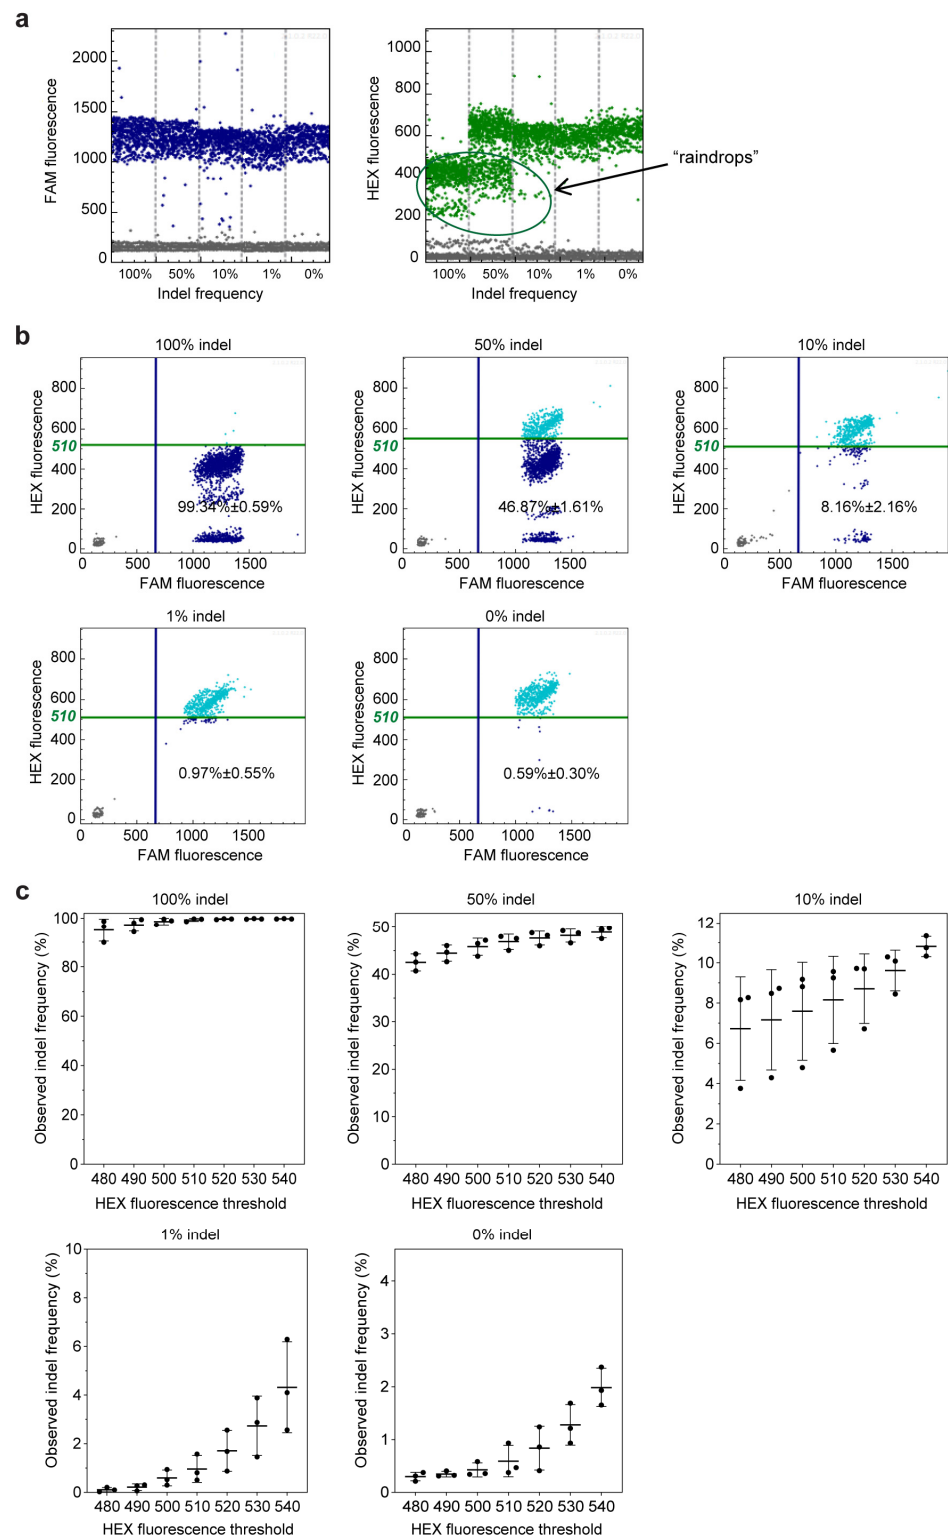 a
FAM fluorescence
2000
1500
1000
500
0
100% 50% 10% 1% 0%
Indel frequency
HEX fluorescence
1000
800
600
400
200
0
100% 50% 10% 1% 0%
Indel frequency
"raindrops"
b
100% indel
HEX fluorescence
800
600
510
400
200
0
99.34%±0.59%
0 500 1000 1500
FAM fluorescence
50% indel
HEX fluorescence
800
600
510
400
200
0
46.87%±1.61%
0 500 1000 1500
FAM fluorescence
10% indel
HEX fluorescence
800
600
510
400
200
0
8.16%±2.16%
0 500 1000 1500
FAM fluorescence
1% indel
HEX fluorescence
800
600
510
400
200
0
0.97%±0.55%
0 500 1000 1500
FAM fluorescence
0% indel
HEX fluorescence
800
600
510
400
200
0
0.59%±0.30%
0 500 1000 1500
FAM fluorescence
c
100% indel
Observed indel frequency (%)
100
80
60
40
20
0
480 490 500 510 520 530 540
HEX fluorescence threshold
50% indel
Observed indel frequency (%)
50
40
30
20
10
0
480 490 500 510 520 530 540
HEX fluorescence threshold
10% indel
Observed indel frequency (%)
12
10
8
6
4
2
0
480 490 500 510 520 530 540
HEX fluorescence threshold
1% indel
Observed indel frequency (%)
10
8
6
4
2
0
480 490 500 510 520 530 540
HEX fluorescence threshold
0% indel
Observed indel frequency (%)
4
3
2
1
0
480 490 500 510 520 530 540
HEX fluorescence threshold